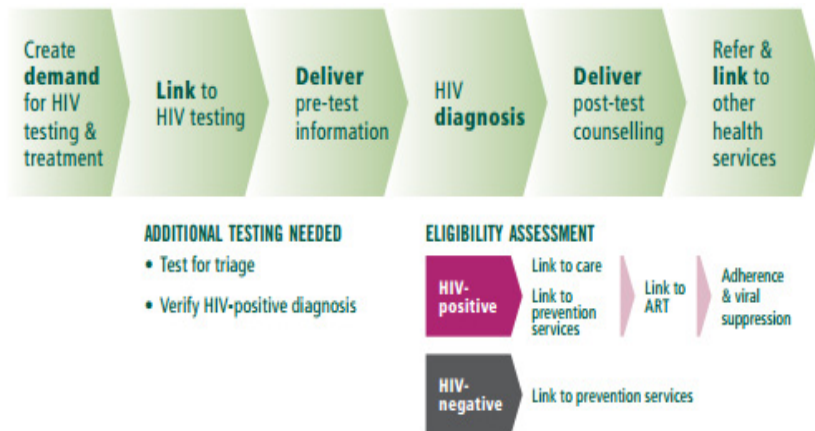 Create
demand
for HIV
testing &
treatment
Link to
HIV testing
Deliver
pre-test
information
HIV
diagnosis
Deliver
post-test
counselling
Refer &
link to
other
health
services
ADDITIONAL TESTING NEEDED
• Test for triage
• Verify HIV-positive diagnosis
ELIGIBILITY ASSESSMENT
HIV-
positive
Link to care
Link to
prevention
services
Link to
ART
Adherence
& viral
suppression
HIV-
negative
Link to prevention services